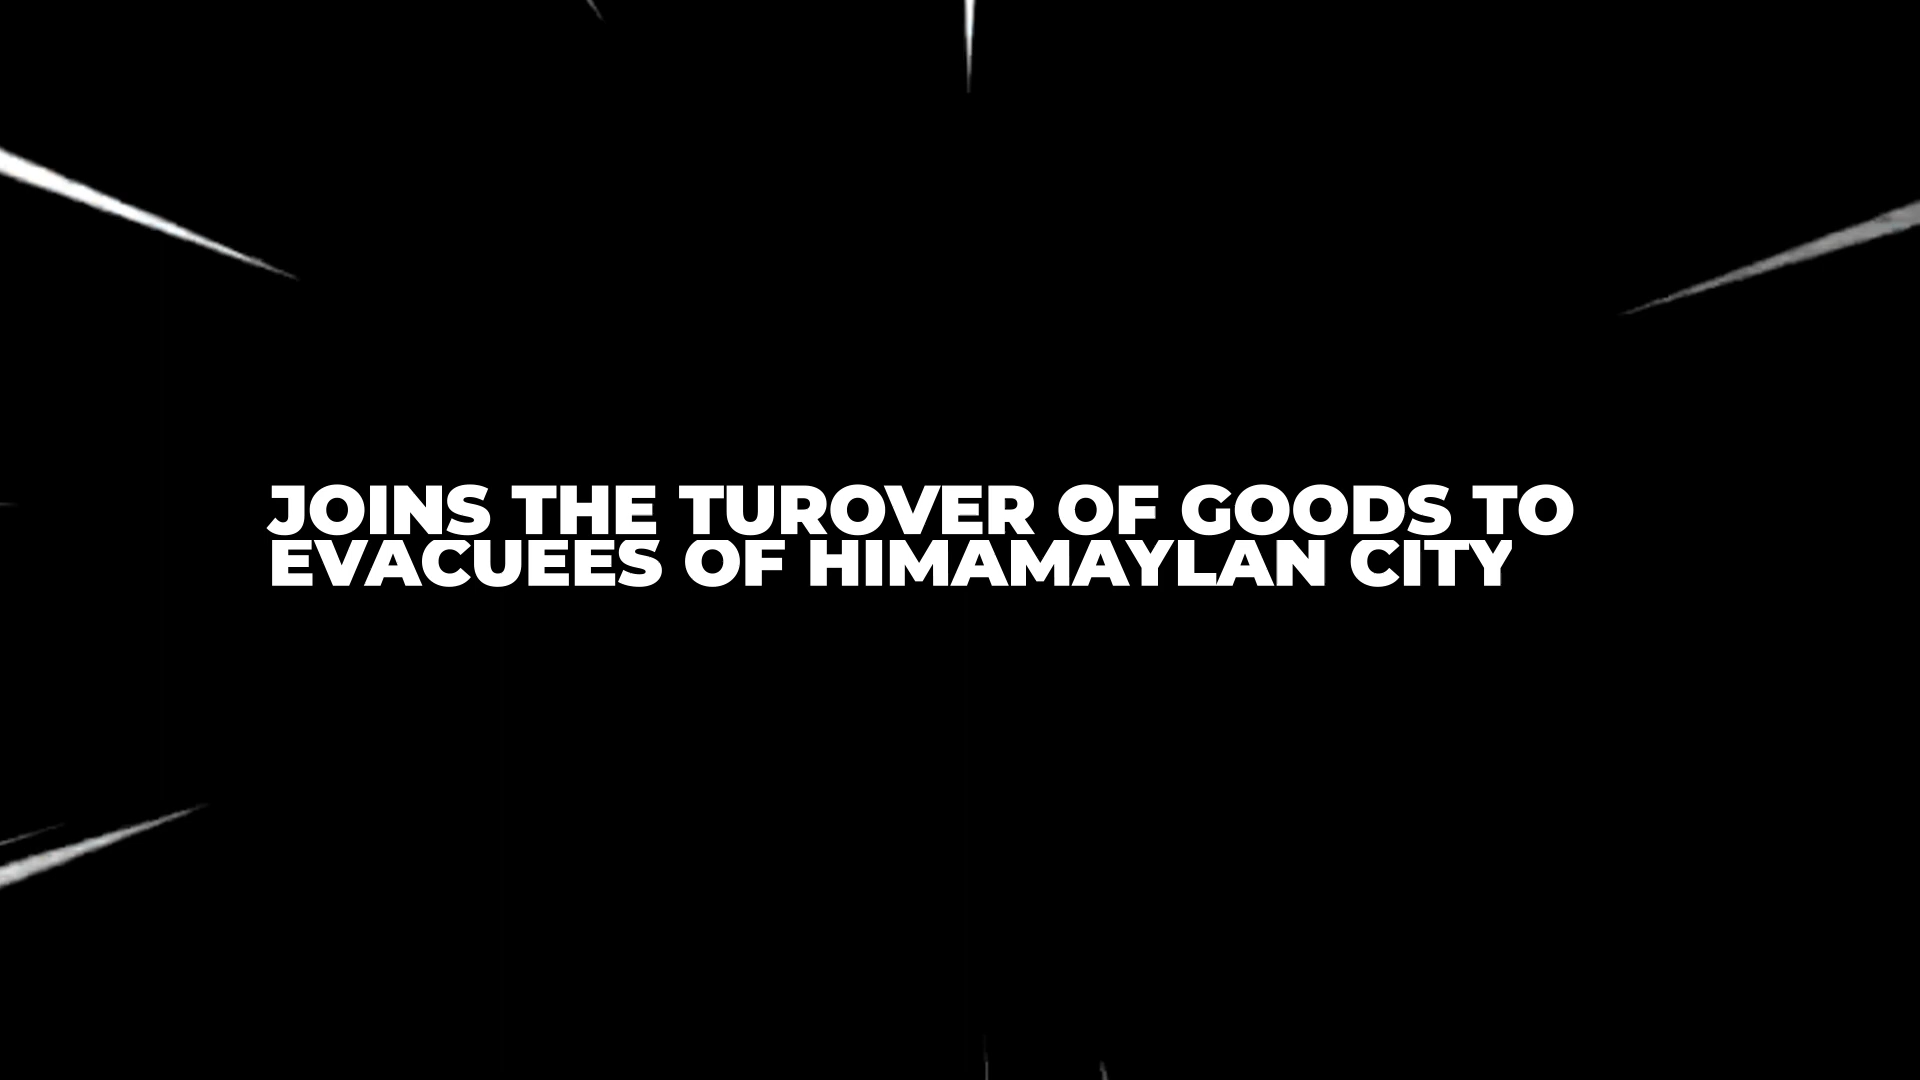 JOINS THE TUROVER OF GOODS TO
EVACUEES OF HIMAMAYLAN CITY